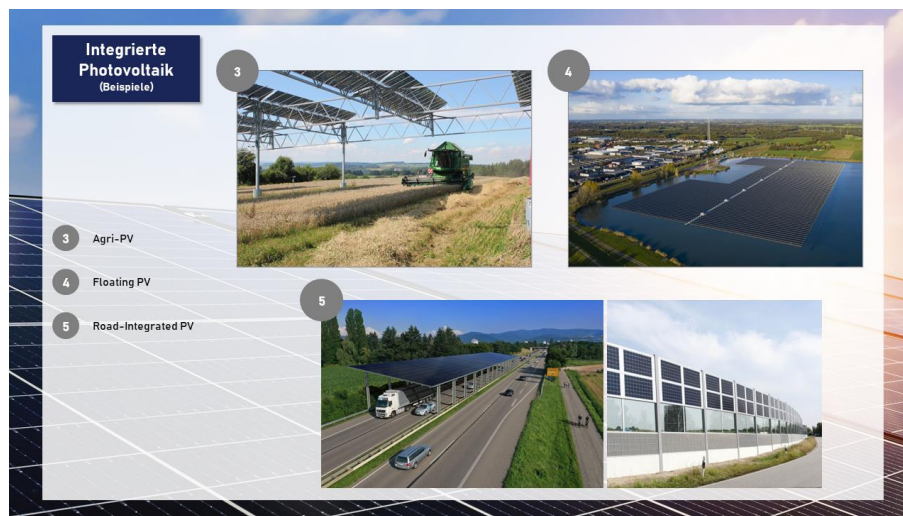 Integrierte
Photovoltaik
(Beispiele)
3
4
3 Agri-PV
4 Floating PV
5 Road-Integrated PV
5